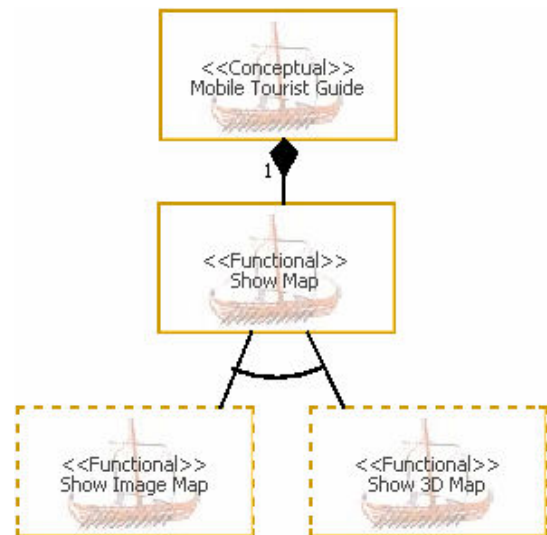 <<Conceptual>>
Mobile Tourist Guide
1
<<Functional>>
Show Map
<<Functional>>
Show Image Map
<<Functional>>
Show 3D Map